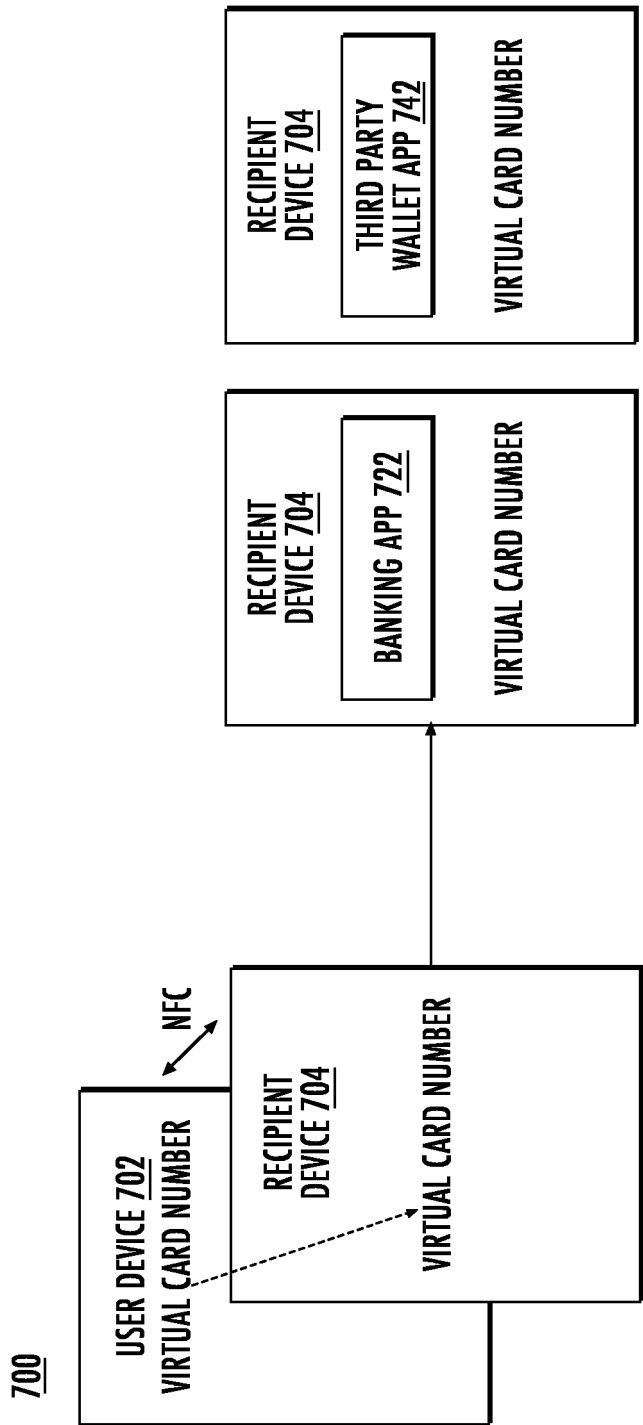 700
USER DEVICE 702
VIRTUAL CARD NUMBER
NFC
RECIPIENT
DEVICE 704
VIRTUAL CARD NUMBER
RECIPIENT
DEVICE 704
BANKING APP 722
VIRTUAL CARD NUMBER
RECIPIENT
DEVICE 704
THIRD PARTY
WALLET APP 742
VIRTUAL CARD NUMBER